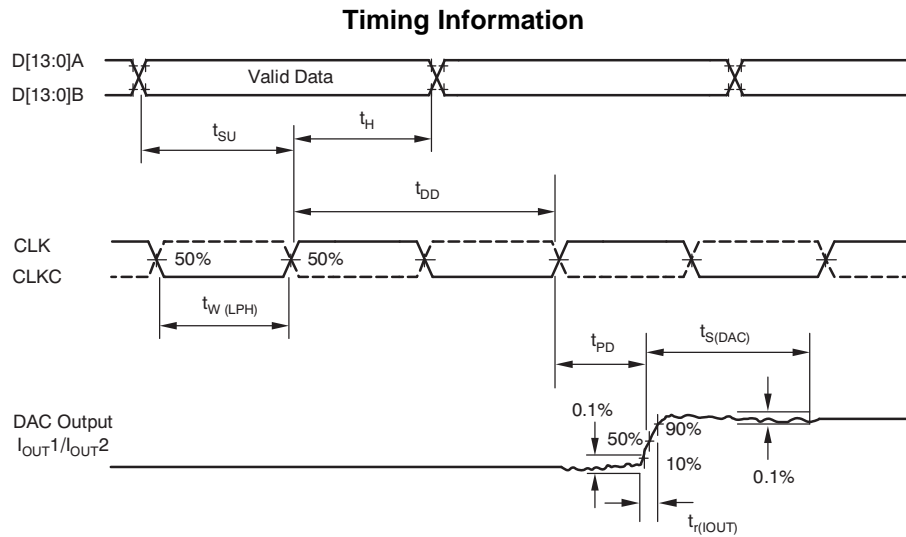 Timing Information
D[13:0]A
D[13:0]B
Valid Data
tSU
tH
tDD
CLK
CLKC
50%
50%
tW (LPH)
tPD
tS(DAC)
DAC Output
IOUT1/IOUT2
0.1%
50%
90%
10%
0.1%
tr(IOUT)